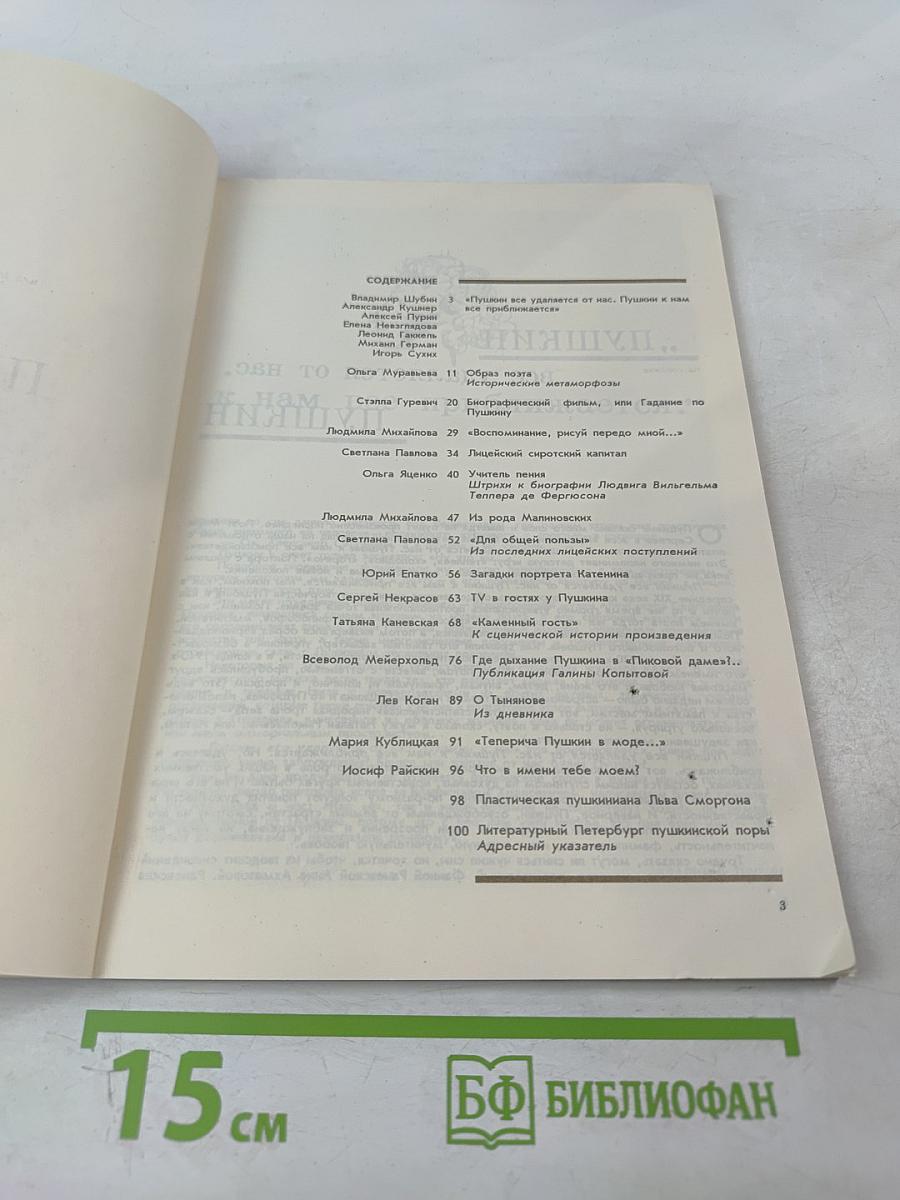 СОДЕРЖАНИЕ
Владимир Шубин 3 «Пушкин все удаляется от нас. Пушкин к нам
Александр Кушнер все приближается»
Алексей Пурин
Елена Невзглядова
Леонид Гаккель
Михаил Герман
Игорь Сухих
Ольга Муравьева 11 Образ поэта
Исторические метаморфозы
Стэлла Гуревич 20 Биографический фильм, или Гадание по
Пушкину
Людмила Михайлова 29 «Воспоминание, рисуй передо мной...»
Светлана Павлова 34 Лицейский сиротский капитал
Ольга Яценко 40 Учитель пения
Штрихи к биографии Людвига Вильгельма
Теппера де Фергюсона
Людмила Михайлова 47 Из рода Малиновских
Светлана Павлова 52 «Для общей пользы»
Из последних лицейских поступлений
Юрий Епатко 56 Загадки портрета Катенина
Сергей Некрасов 63 TV в гостях у Пушкина
Татьяна Каневская 68 «Каменный гость»
К сценической истории произведения
Всеволод Мейерхольд 76 Где дыхание Пушкина в «Пиковой даме»?..
Публикация Галины Копытовой
Лев Коган 89 О Тынянове
Из дневника
Мария Кублицкая 91 «Теперича Пушкин в моде...»
Иосиф Райскин 96 Что в имени тебе моем?
98 Пластическая пушкиниана Льва Сморгона
100 Литературный Петербург пушкинской поры
Адресный указатель
3
15 см
БФ БИБЛИОФАН